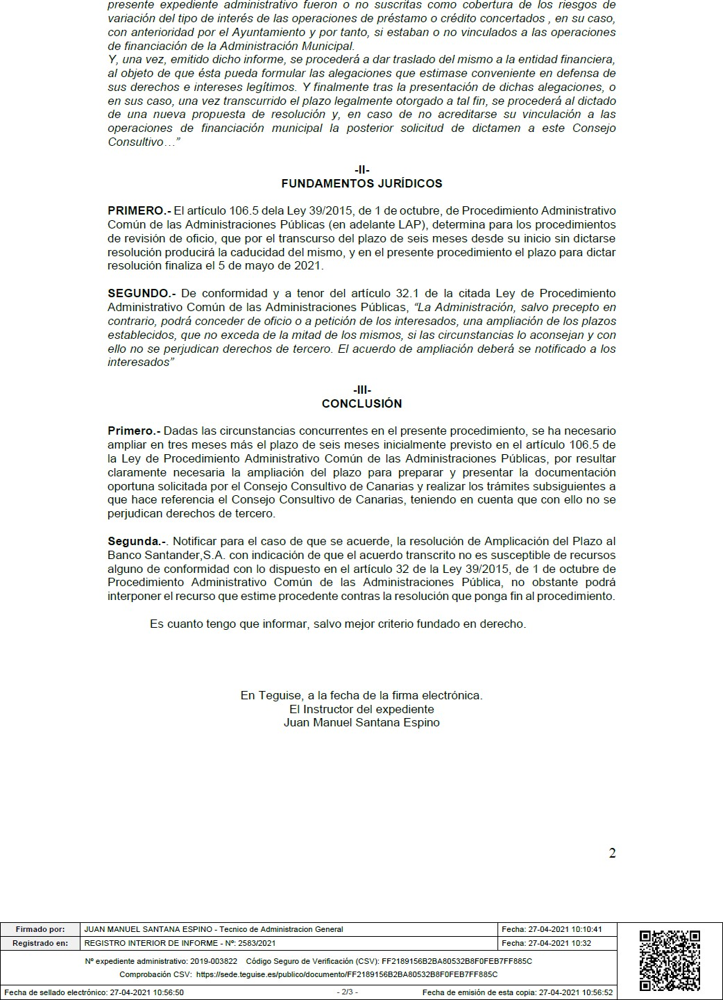 presente expediente administrativo fueron o no suscritas como cobertura de los riesgos de
variación del tipo de interés de las operaciones de préstamo o crédito concertados , en su caso,
con anterioridad por el Ayuntamiento y por tanto, si estaban o no vinculados a las operaciones
de financiación de la Administración Municipal.
Y, una vez, emitido dicho informe, se procederá a dar traslado del mismo a la entidad financiera,
al objeto de que ésta pueda formular las alegaciones que estimase conveniente en defensa de
sus derechos e intereses legítimos. Y finalmente tras la presentación de dichas alegaciones, o
en sus caso, una vez transcurrido el plazo legalmente otorgado a tal fin, se procederá al dictado
de una nueva propuesta de resolución y, en caso de no acreditarse su vinculación a las
operaciones de financiación municipal la posterior solicitud de dictamen a este Consejo
Consultivo…”
-II-
FUNDAMENTOS JURÍDICOS
PRIMERO.- El artículo 106.5 dela Ley 39/2015, de 1 de octubre, de Procedimiento Administrativo
Común de las Administraciones Públicas (en adelante LAP), determina para los procedimientos
de revisión de oficio, que por el transcurso del plazo de seis meses desde su inicio sin dictarse
resolución producirá la caducidad del mismo, y en el presente procedimiento el plazo para dictar
resolución finaliza el 5 de mayo de 2021.
SEGUNDO.- De conformidad y a tenor del artículo 32.1 de la citada Ley de Procedimiento
Administrativo Común de las Administraciones Públicas, “La Administración, salvo precepto en
contrario, podrá conceder de oficio o a petición de los interesados, una ampliación de los plazos
establecidos, que no exceda de la mitad de los mismos, si las circunstancias lo aconsejan y con
ello no se perjudican derechos de tercero. El acuerdo de ampliación deberá se notificado a los
interesados”
-III-
CONCLUSIÓN
Primero.- Dadas las circunstancias concurrentes en el presente procedimiento, se ha necesario
ampliar en tres meses más el plazo de seis meses inicialmente previsto en el artículo 106.5 de
la Ley de Procedimiento Administrativo Común de las Administraciones Públicas, por resultar
claramente necesaria la ampliación del plazo para preparar y presentar la documentación
oportuna solicitada por el Consejo Consultivo de Canarias y realizar los trámites subsiguientes a
que hace referencia el Consejo Consultivo de Canarias, teniendo en cuenta que con ello no se
perjudican derechos de tercero.
Segunda.-. Notificar para el caso de que se acuerde, la resolución de Amplicación del Plazo al
Banco Santander,S.A. con indicación de que el acuerdo transcrito no es susceptible de recursos
alguno de conformidad con lo dispuesto en el artículo 32 de la Ley 39/2015, de 1 de octubre de
Procedimiento Administrativo Común de las Administraciones Pública, no obstante podrá
interponer el recurso que estime procedente contras la resolución que ponga fin al procedimiento.
Es cuanto tengo que informar, salvo mejor criterio fundado en derecho.
En Teguise, a la fecha de la firma electrónica.
El Instructor del expediente
Juan Manuel Santana Espino
2
Firmado por: JUAN MANUEL SANTANA ESPINO - Tecnico de Administracion General Fecha: 27-04-2021 10:10:41
Registrado en: REGISTRO INTERIOR DE INFORME - Nº: 2583/2021 Fecha: 27-04-2021 10:32
Nº expediente administrativo: 2019-003822 Código Seguro de Verificación (CSV): FF2189156B2BA80532B8F0FEB7FF885C
Comprobación CSV: https://sede.teguise.es/publico/documento/FF2189156B2BA80532B8F0FEB7FF885C
Fecha de sellado electrónico: 27-04-2021 10:56:50 - 2/3 - Fecha de emisión de esta copia: 27-04-2021 10:56:52